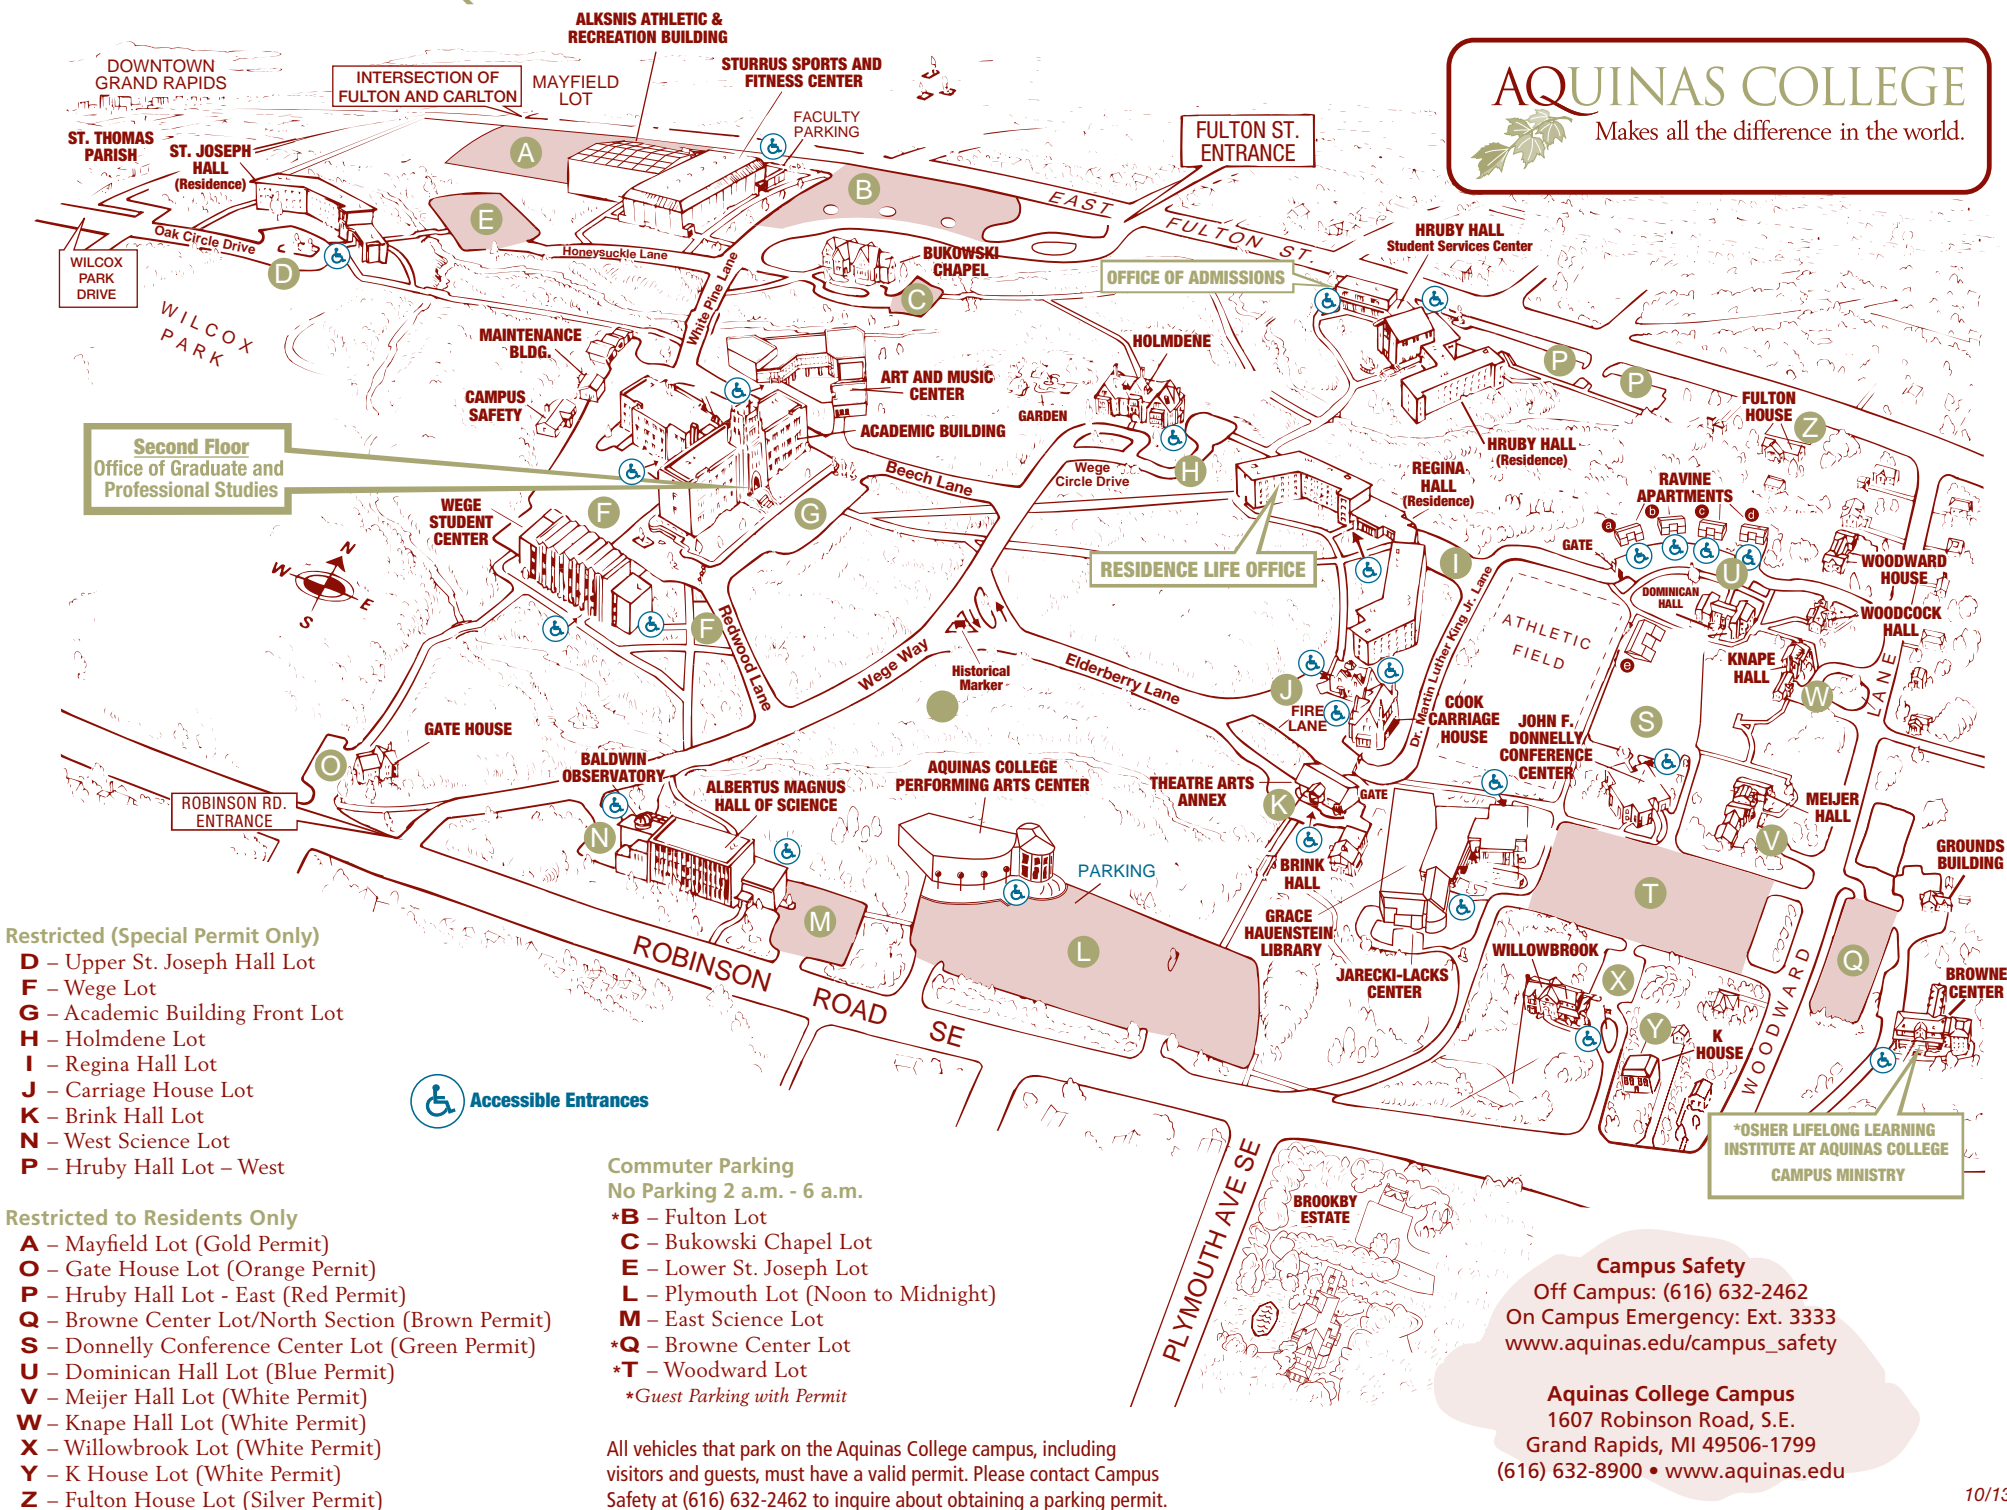 ALKSNIS ATHLETIC &
RECREATION BUILDING
STURRUS SPORTS AND
FITNESS CENTER
DOWNTOWN
GRAND RAPIDS
INTERSECTION OF
FULTON AND CARLTON
MAYFIELD
LOT
FACULTY
PARKING
FULTON ST.
ENTRANCE
AQUINAS COLLEGE
Makes all the difference in the world.
ST. THOMAS
PARISH
ST. JOSEPH
HALL
(Residence)
A
B
E
EAST
FULTON ST.
Oak Circle Drive
D
Honeysuckle Lane
WILCOX
PARK
DRIVE
WILCOX
PARK
White Pine Lane
BUKOWSKI
CHAPEL
C
HRUBY HALL
Student Services Center
OFFICE OF ADMISSIONS
MAINTENANCE
BLDG.
CAMPUS
SAFETY
ART AND MUSIC
CENTER
ACADEMIC BUILDING
GARDEN
HOLMDENE
P
P
FULTON
HOUSE
Z
HRUBY HALL
(Residence)
Second Floor
Office of Graduate and
Professional Studies
Beech Lane
Wege
Circle Drive
H
REGINA
HALL
(Residence)
RAVINE
APARTMENTS
a
b
c
d
WEGE
STUDENT
CENTER
F
G
GATE
RESIDENCE LIFE OFFICE
I
U
WOODWARD
HOUSE
DOMINICAN
HALL
WOODCOCK
HALL
N
W
E
S
F
Redwood Lane
Wege Way
Historical
Marker
Elderberry Lane
J
FIRE
LANE
Dr. Martin Luther King Jr. Lane
ATHLETIC
FIELD
e
KNAPE
HALL
W
LANE
COOK
CARRIAGE
HOUSE
JOHN F.
DONNELLY
CONFERENCE
CENTER
S
GATE HOUSE
O
ROBINSON RD.
ENTRANCE
BALDWIN
OBSERVATORY
ALBERTUS MAGNUS
HALL OF SCIENCE
AQUINAS COLLEGE
PERFORMING ARTS CENTER
THEATRE ARTS
ANNEX
K
GATE
MEIJER
HALL
V
N
PARKING
BRINK
HALL
GROUNDS
BUILDING
M
L
T
Q
GRACE
HAUENSTEIN
LIBRARY
JARECKI-LACKS
CENTER
WILLOWBROOK
X
BROWNE
CENTER
ROBINSON
ROAD
SE
Y
K
HOUSE
WOODWARD
*OSHER LIFELONG LEARNING
INSTITUTE AT AQUINAS COLLEGE
CAMPUS MINISTRY
PLYMOUTH AVE SE
BROOKBY
ESTATE
Restricted (Special Permit Only)
D – Upper St. Joseph Hall Lot
F – Wege Lot
G – Academic Building Front Lot
H – Holmdene Lot
I – Regina Hall Lot
J – Carriage House Lot
K – Brink Hall Lot
N – West Science Lot
P – Hruby Hall Lot – West
Restricted to Residents Only
A – Mayfield Lot (Gold Permit)
O – Gate House Lot (Orange Pernit)
P – Hruby Hall Lot - East (Red Permit)
Q – Browne Center Lot/North Section (Brown Permit)
S – Donnelly Conference Center Lot (Green Permit)
U – Dominican Hall Lot (Blue Permit)
V – Meijer Hall Lot (White Permit)
W – Knape Hall Lot (White Permit)
X – Willowbrook Lot (White Permit)
Y – K House Lot (White Permit)
Z – Fulton House Lot (Silver Permit)
Accessible Entrances
Commuter Parking
No Parking 2 a.m. - 6 a.m.
*B – Fulton Lot
C – Bukowski Chapel Lot
E – Lower St. Joseph Lot
L – Plymouth Lot (Noon to Midnight)
M – East Science Lot
*Q – Browne Center Lot
*T – Woodward Lot
*Guest Parking with Permit
All vehicles that park on the Aquinas College campus, including
visitors and guests, must have a valid permit. Please contact Campus
Safety at (616) 632-2462 to inquire about obtaining a parking permit.
Campus Safety
Off Campus: (616) 632-2462
On Campus Emergency: Ext. 3333
www.aquinas.edu/campus_safety
Aquinas College Campus
1607 Robinson Road, S.E.
Grand Rapids, MI 49506-1799
(616) 632-8900 • www.aquinas.edu
10/13